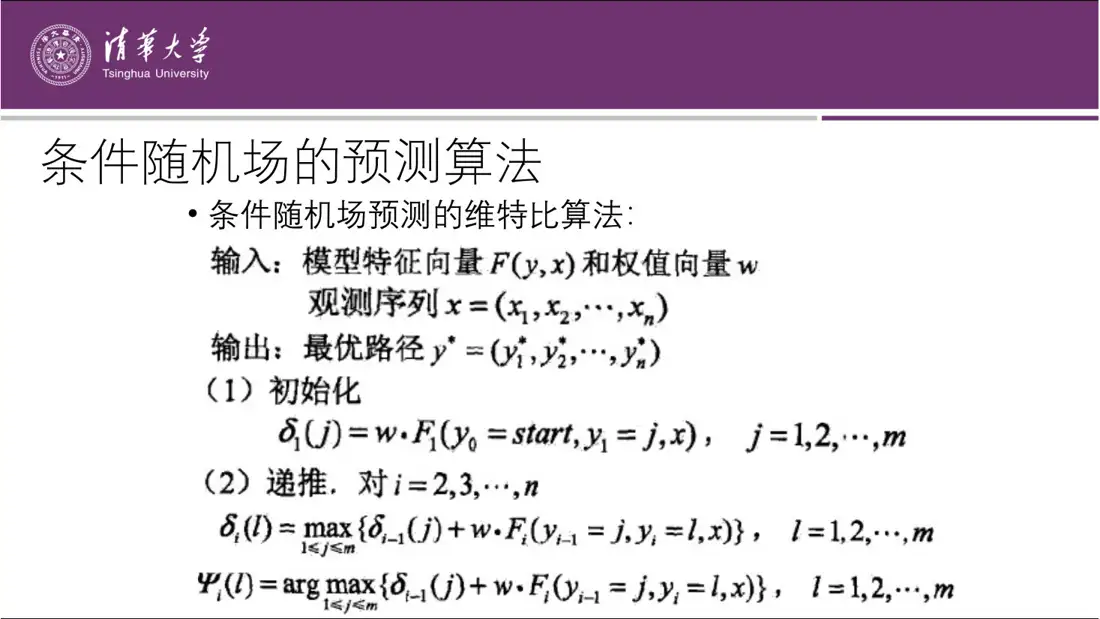 清华大学
Tsinghua University
条件随机场的预测算法
• 条件随机场预测的维特比算法：
输入：模型特征向量 F(y,x) 和权值向量 w
观测序列 x = (x₁,x₂,⋯,xₙ)
输出：最优路径 y* = (y₁*,y₂*,⋯,yₙ*)
（1）初始化
δ₁(j) = w•F₁(y₀ = start,y₁ = j,x)， j = 1,2,⋯,m
（2）递推．对 i = 2,3,⋯,n
δᵢ(l) = max{δᵢ₋₁(j) + w•Fᵢ(yᵢ₋₁ = j,yᵢ = l,x)}， l = 1,2,⋯,m
1≤j≤m
Ψᵢ(l) = arg max{δᵢ₋₁(j) + w•Fᵢ(yᵢ₋₁ = j,yᵢ = l,x)}， l = 1,2,⋯,m
1≤j≤m